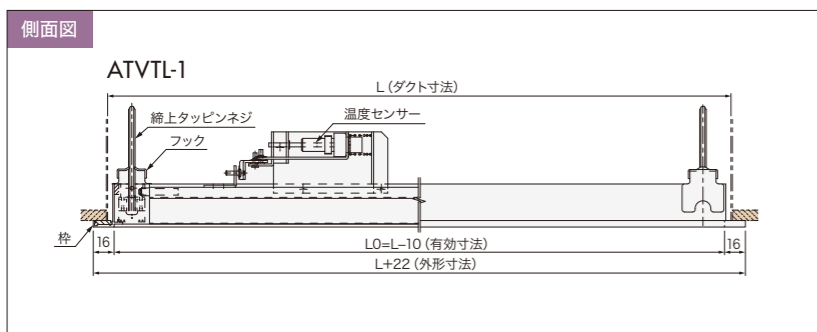 側面図
ATVTL-1
L(ダクト寸法)
締上タッピンネジ
温度センサー
フック
枠
16
L0=L−10(有効寸法)
16
L+22(外形寸法)